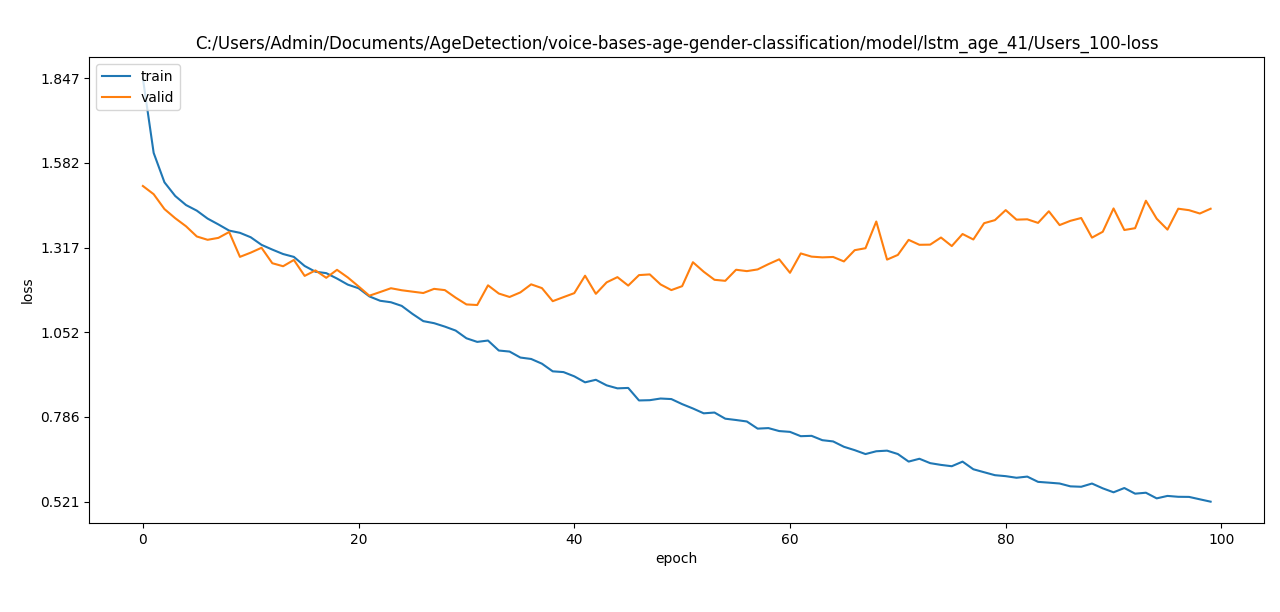 C:/Users/Admin/Documents/AgeDetection/voice-bases-age-gender-classification/model/lstm_age_41/Users_100-loss
train
valid
1.847
1.582
1.317
1.052
0.786
0.521
loss
0 20 40 60 80 100
epoch